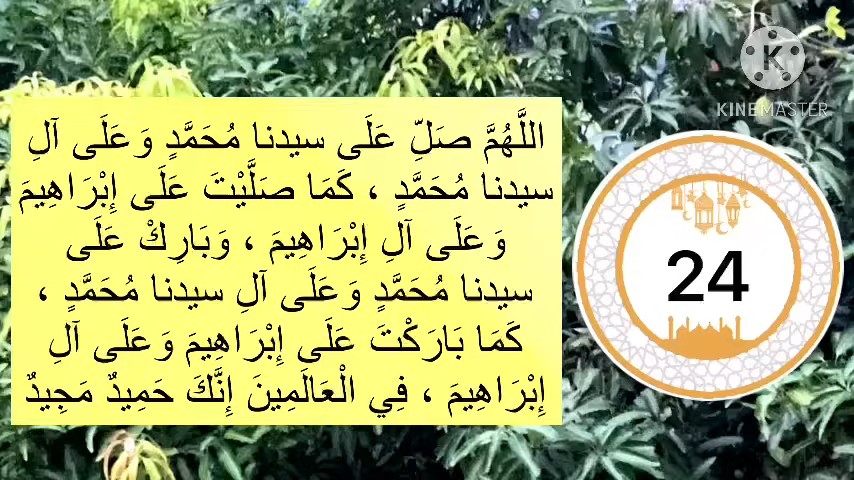 اللَّهُمَّ صَلِّ عَلَى سيدنا مُحَمَّدٍ وَعَلَى آلِ
سيدنا مُحَمَّدٍ ، كَمَا صَلَّيْتَ عَلَى إِبْرَاهِيمَ
وَعَلَى آلِ إِبْرَاهِيمَ ، وَبَارِكْ عَلَى
سيدنا مُحَمَّدٍ وَعَلَى آلِ سيدنا مُحَمَّدٍ ،
كَمَا بَارَكْتَ عَلَى إِبْرَاهِيمَ وَعَلَى آلِ
إِبْرَاهِيمَ ، فِي الْعَالَمِينَ إِنَّكَ حَمِيدٌ مَجِيدٌ
24
K
KINEMASTER